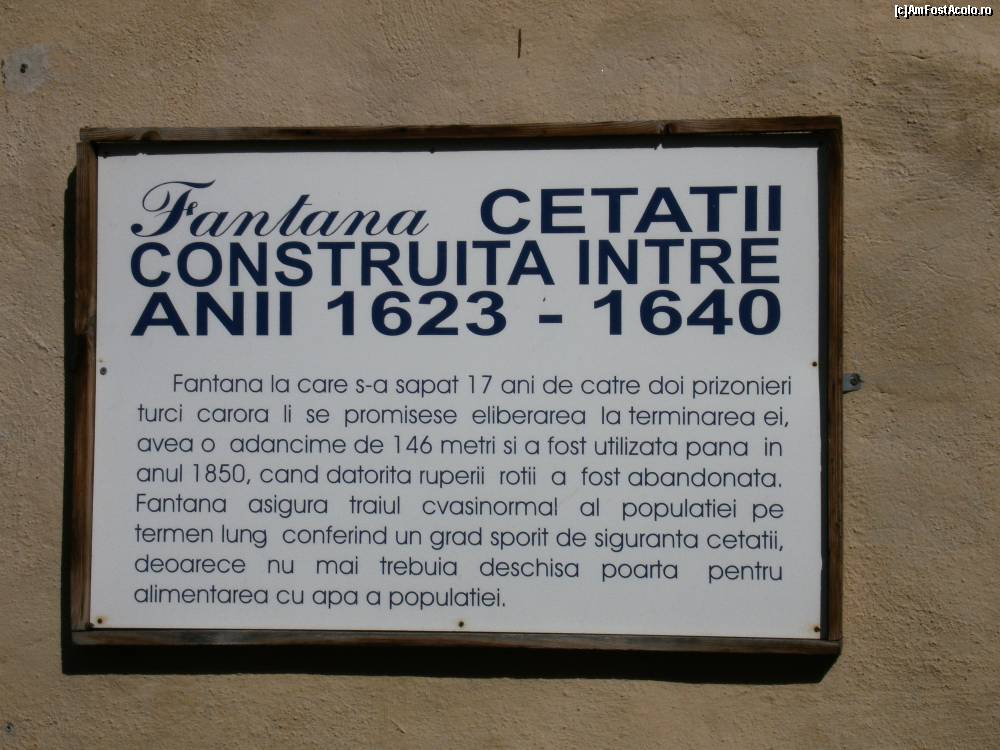 [c]AmFostAcolo.ro
Fantana CETATII
CONSTRUITA INTRE
ANII 1623 - 1640
Fantana la care s-a sapat 17 ani de catre doi prizonieri
turci carora li se promisese eliberarea la terminarea ei,
avea o adancime de 146 metri si a fost utilizata pana in
anul 1850, cand datorita ruperii rotii a fost abandonata.
Fantana asigura traiul cvasinormal al populatiei pe
termen lung conferind un grad sporit de siguranta cetatii,
deoarece nu mai trebuia deschisa poarta pentru
alimentarea cu apa a populatiei.